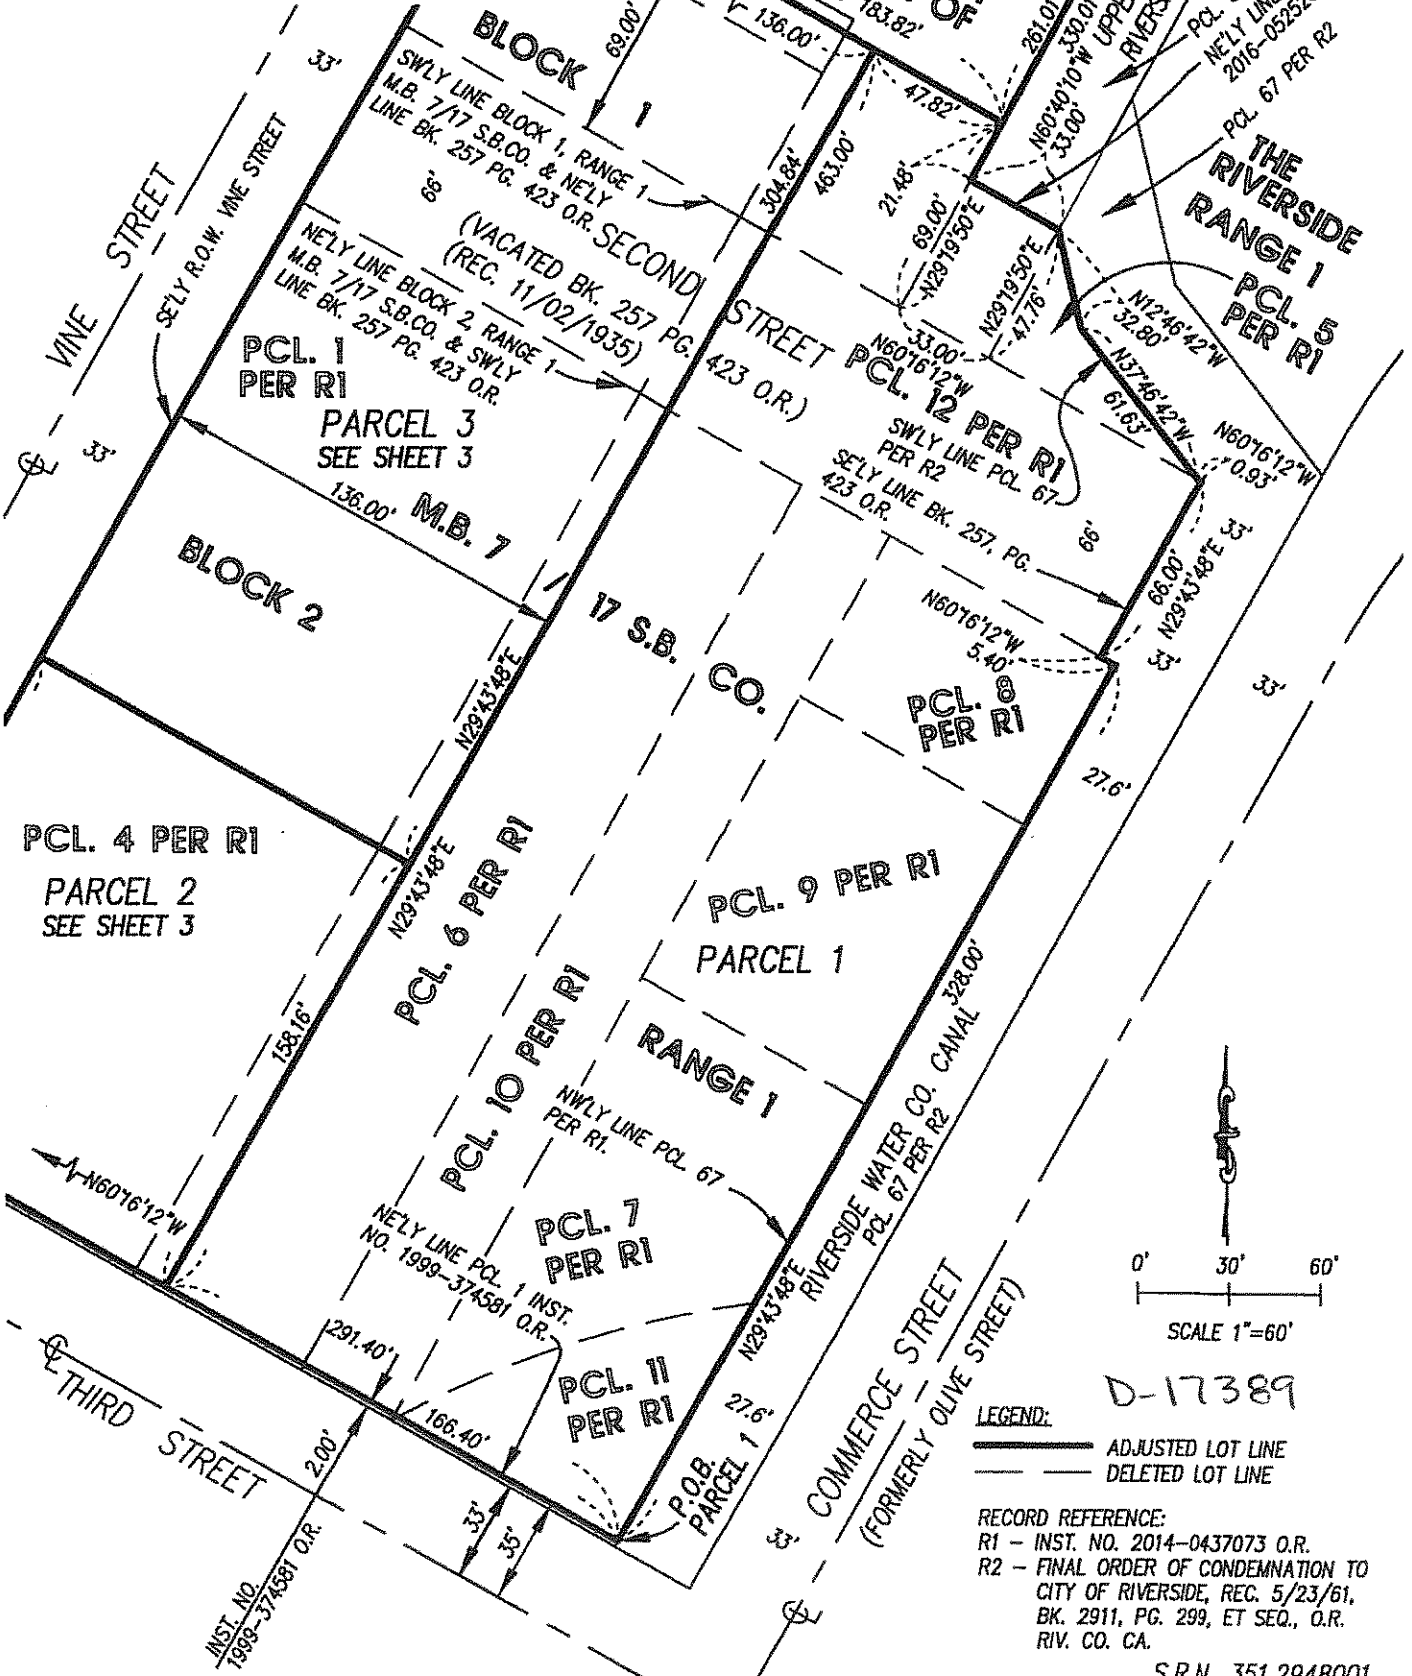 BLOCK 1
69.00'
136.00'
183.82'
OF
261.01'
330.01'
N60°40'10"W UPPE
RIVERS
PCL.
NE'LY LINE
2016-05252
PCL. 67 PER R2
33'
SW'LY LINE BLOCK 1, RANGE 1
M.B. 7/17 S.B.CO. & NE'LY
LINE BK. 257 PG. 423 O.R.
66'
304.84'
463.00'
47.82'
21.48'
33.00'
THE
RIVERSIDE
RANGE 1
VINE STREET
SE'LY R.O.W. VINE STREET
SECOND
STREET
(VACATED BK. 257 PG. 423 O.R.)
(REC. 11/02/1935)
NE'LY LINE BLOCK 2, RANGE 1
M.B. 7/17 S.B.CO. & SW'LY
LINE BK. 257 PG. 423 O.R.
69.00'
N29°19'50"E
N29°19'50"E
47.76'
33.00'
N60°16'12"W
PCL. 5
PER R1
N12°46'42"W
32.80'
N37°46'42"W
61.63'
N60°16'12"W
0.93'
PCL. 1
PER R1
PARCEL 3
SEE SHEET 3
33'
136.00'
M.B. 7 / 17 S.B. CO.
BLOCK 2
PCL. 12 PER R1
SW'LY LINE PCL. 67
PER R2
SE'LY LINE BK. 257, PG.
423 O.R.
66'
33'
66.00'
N29°43'48"E
33'
33'
N60°16'12"W
5.40'
PCL. 8
PER R1
27.6'
N29°43'48"E
PCL. 4 PER R1
PARCEL 2
SEE SHEET 3
N29°43'48"E
PCL. 6 PER R1
PCL. 9 PER R1
PARCEL 1
328.00'
158.16'
PCL. 10 PER R1
RANGE 1
NW'LY LINE PCL. 67
PER R1.
RIVERSIDE WATER CO. CANAL
PCL. 67 PER R2
N60°16'12"W
NE'LY LINE PCL. 1 INST.
NO. 1999-374581 O.R.
PCL. 7
PER R1
N29°43'48"E
291.40'
166.40'
PCL. 11
PER R1
27.6'
P.O.B.
PARCEL 1
COMMERCE STREET
(FORMERLY OLIVE STREET)
33'
THIRD STREET
2.00'
33'
35'
INST. NO.
1999-374581 O.R.
0' 30' 60'
SCALE 1"=60'
D-17389
LEGEND:
ADJUSTED LOT LINE
DELETED LOT LINE
RECORD REFERENCE:
R1 - INST. NO. 2014-0437073 O.R.
R2 - FINAL ORDER OF CONDEMNATION TO
CITY OF RIVERSIDE, REC. 5/23/61,
BK. 2911, PG. 299, ET SEQ., O.R.
RIV. CO. CA.
S.R.N. 351.2948001